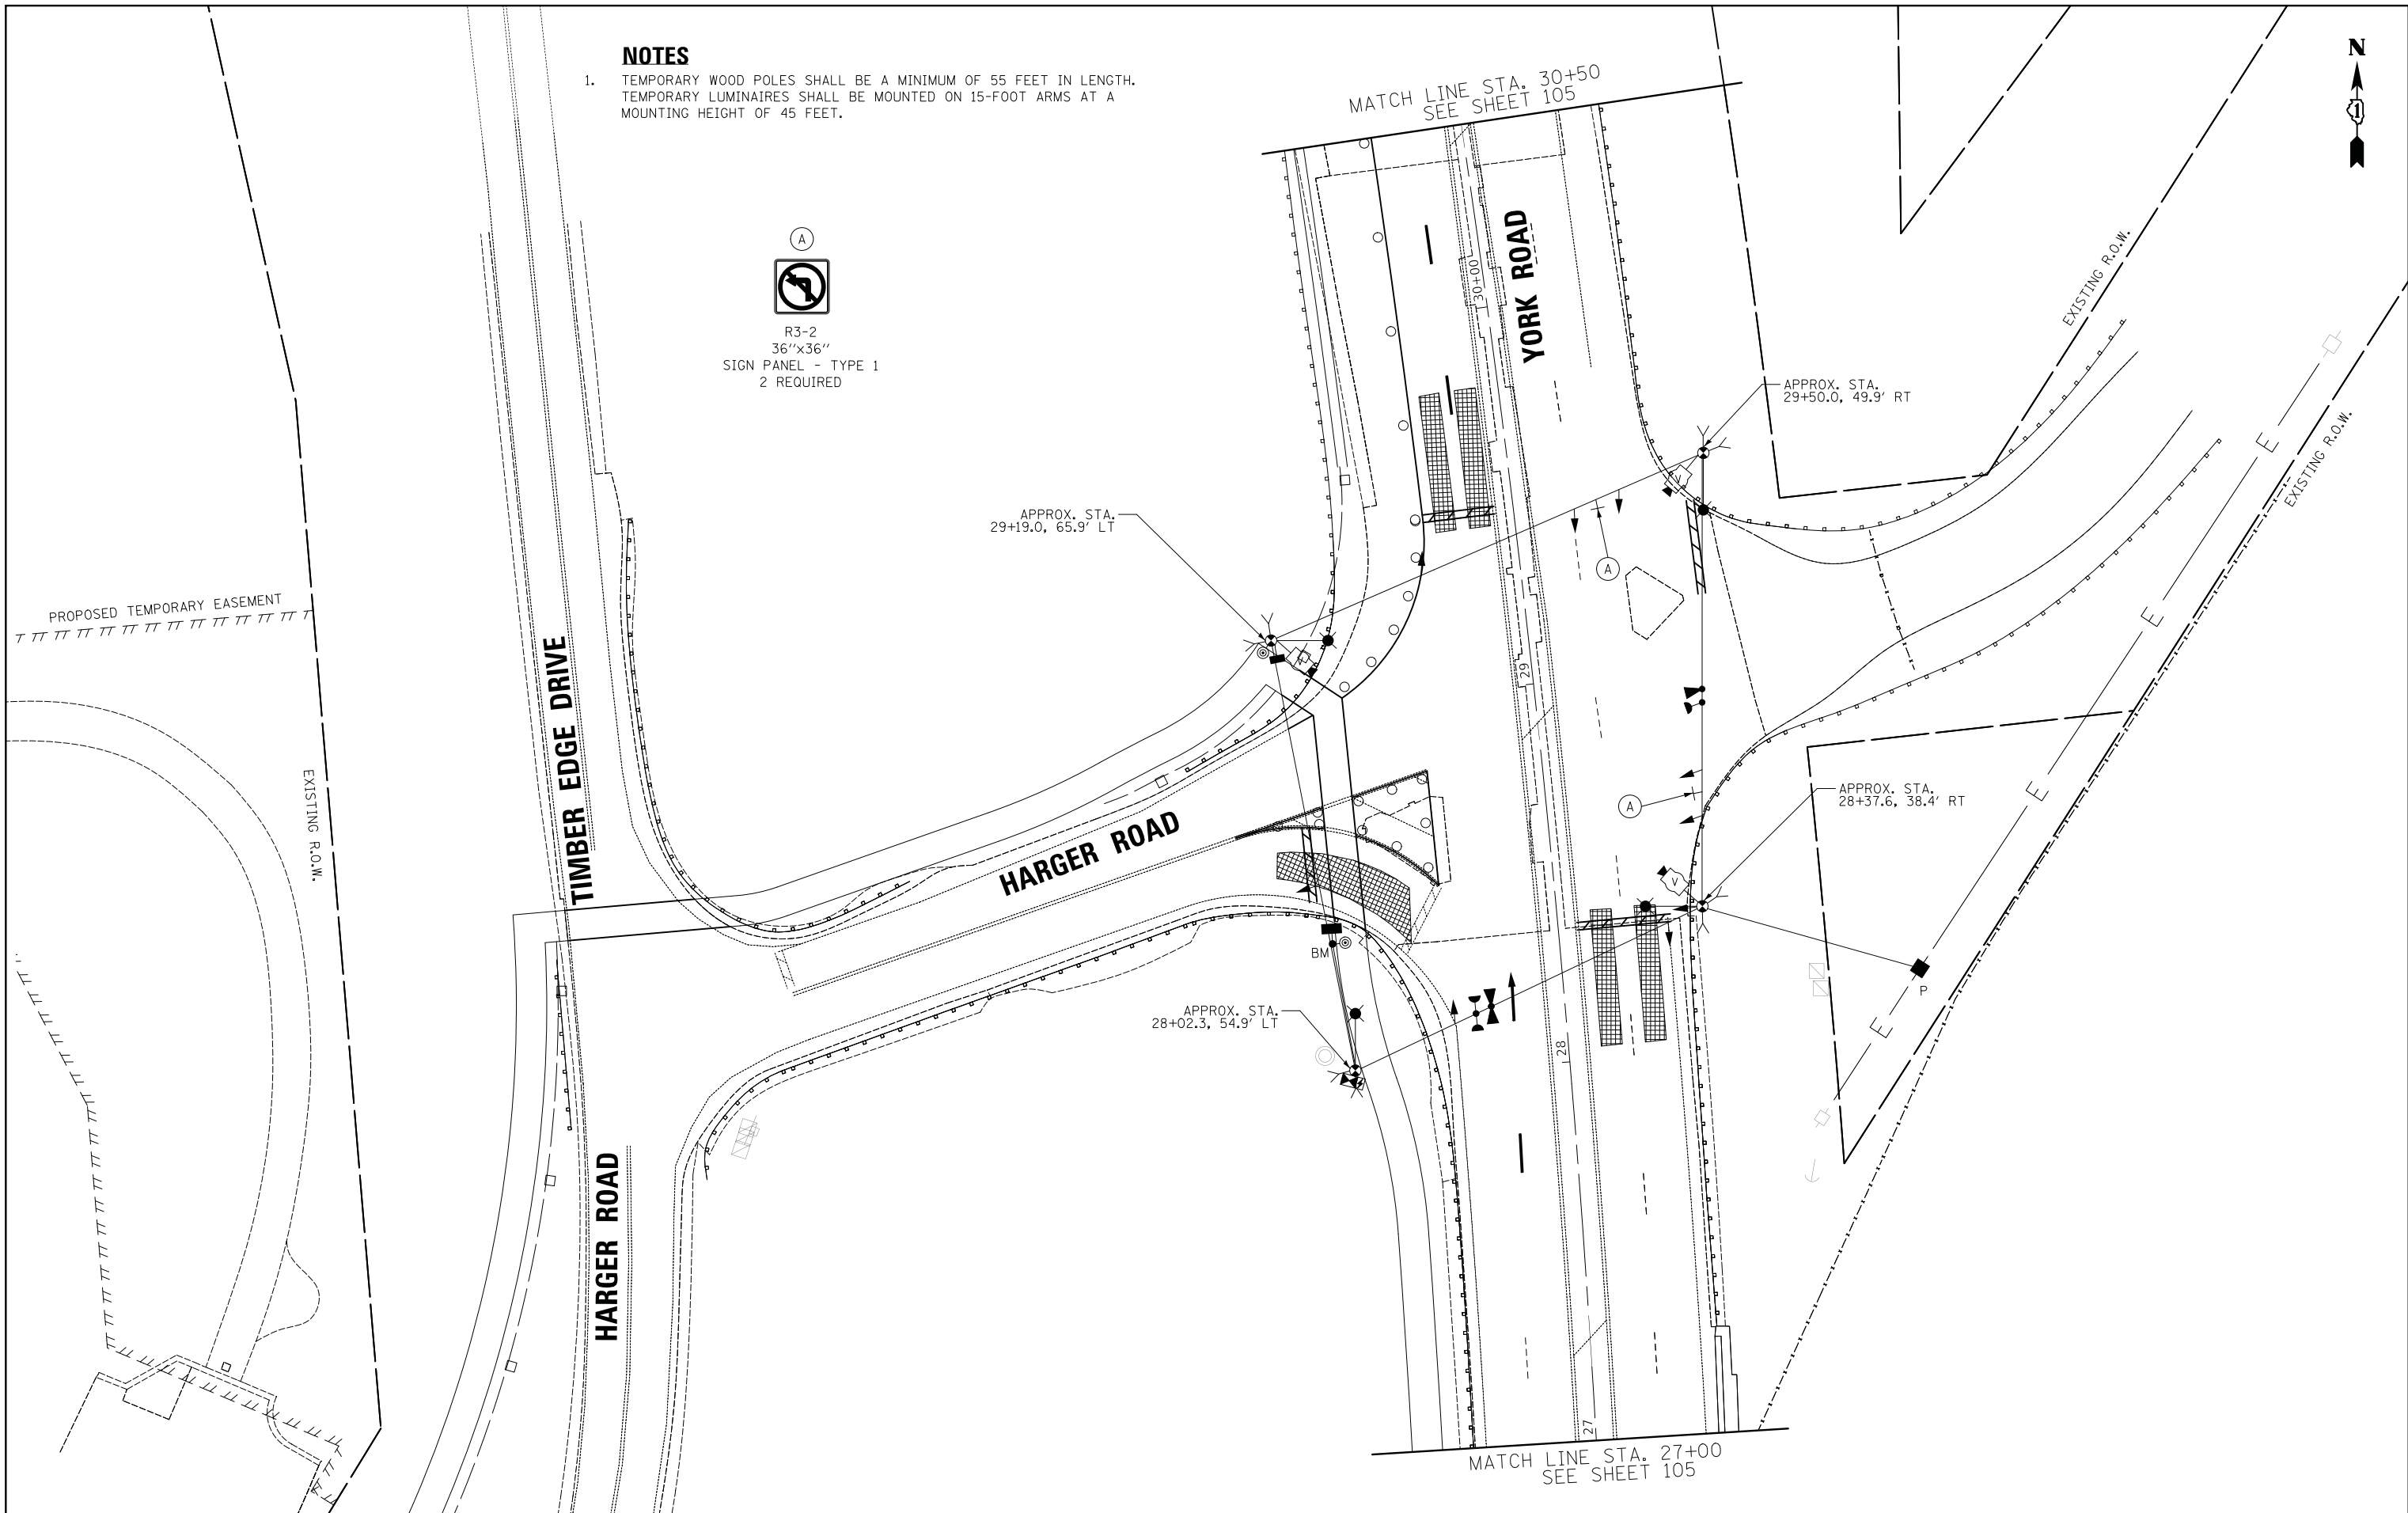 NOTES
1. TEMPORARY WOOD POLES SHALL BE A MINIMUM OF 55 FEET IN LENGTH.
TEMPORARY LUMINAIRES SHALL BE MOUNTED ON 15-FOOT ARMS AT A
MOUNTING HEIGHT OF 45 FEET.
N
1
MATCH LINE STA. 30+50
SEE SHEET 105
A
R3-2
36''x36''
SIGN PANEL - TYPE 1
2 REQUIRED
30+00
YORK ROAD
EXISTING R.O.W.
APPROX. STA.
29+50.0, 49.9' RT
E
EXISTING R.O.W.
V
APPROX. STA.
29+19.0, 65.9' LT
A
PROPOSED TEMPORARY EASEMENT
E
V
29
TIMBER EDGE DRIVE
EXISTING R.O.W.
E
APPROX. STA.
28+37.6, 38.4' RT
A
HARGER ROAD
V
BM
P
APPROX. STA.
28+02.3, 54.9' LT
E
28
HARGER ROAD
27
MATCH LINE STA. 27+00
SEE SHEET 105